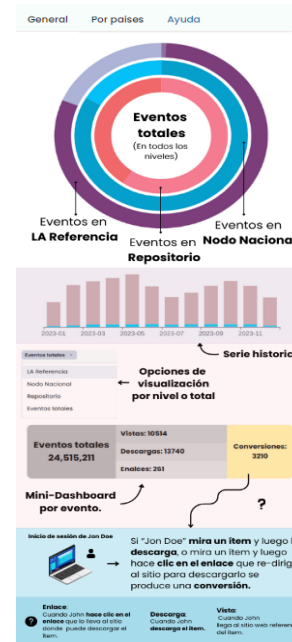 General Por países Ayuda
Eventos
totales
(En todos los
niveles)
Eventos en
LA Referencia
Eventos en
Repositorio
Eventos en
Nodo Naciona
2023-01 2023-03 2023-05 2023-07 2023-09 2023-11
Serie historic
Eventos totales
LA Referencia
Nodo Nacional
Repositorio
Eventos totales
Opciones de
visualización
por nivel o total
Eventos totales
24,515,211
Vistas: 10514
Descargas: 13740
Enalces: 261
Conversiones:
3210
Mini-Dashboard
por evento.
?
Inicio de sesión de Jon Doe
Si "Jon Doe" mira un ítem y luego l
descarga, o mira un ítem y luego
hace clic en el enlace que re-dirig
al sitio para descargarlo se
produce una conversión.
?
Enlace:
Cuando John hace clic en el
enlace que lo lleva al sitio
donde puede descargar el
ítem.
Descarga:
Cuando John
descarga el ítem.
Vista:
Cuando John
llega al sitio web referen
del ítem.